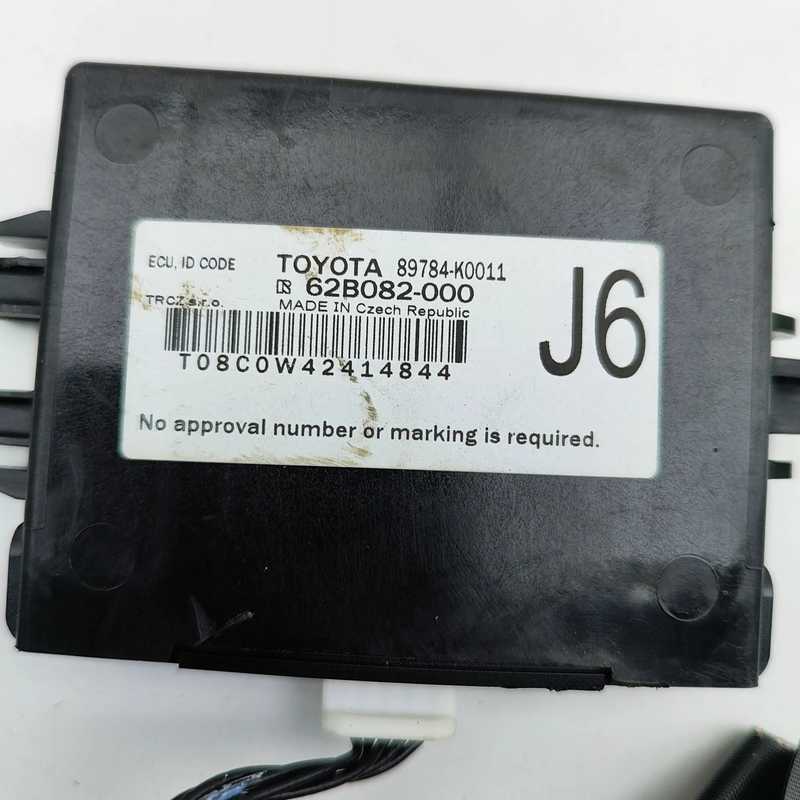 ECU, ID CODE TOYOTA 89784-K0011
62B082-000
TRCZ s.r.o. MADE IN Czech Republic
J6
T08C0W42414844
No approval number or marking is required.